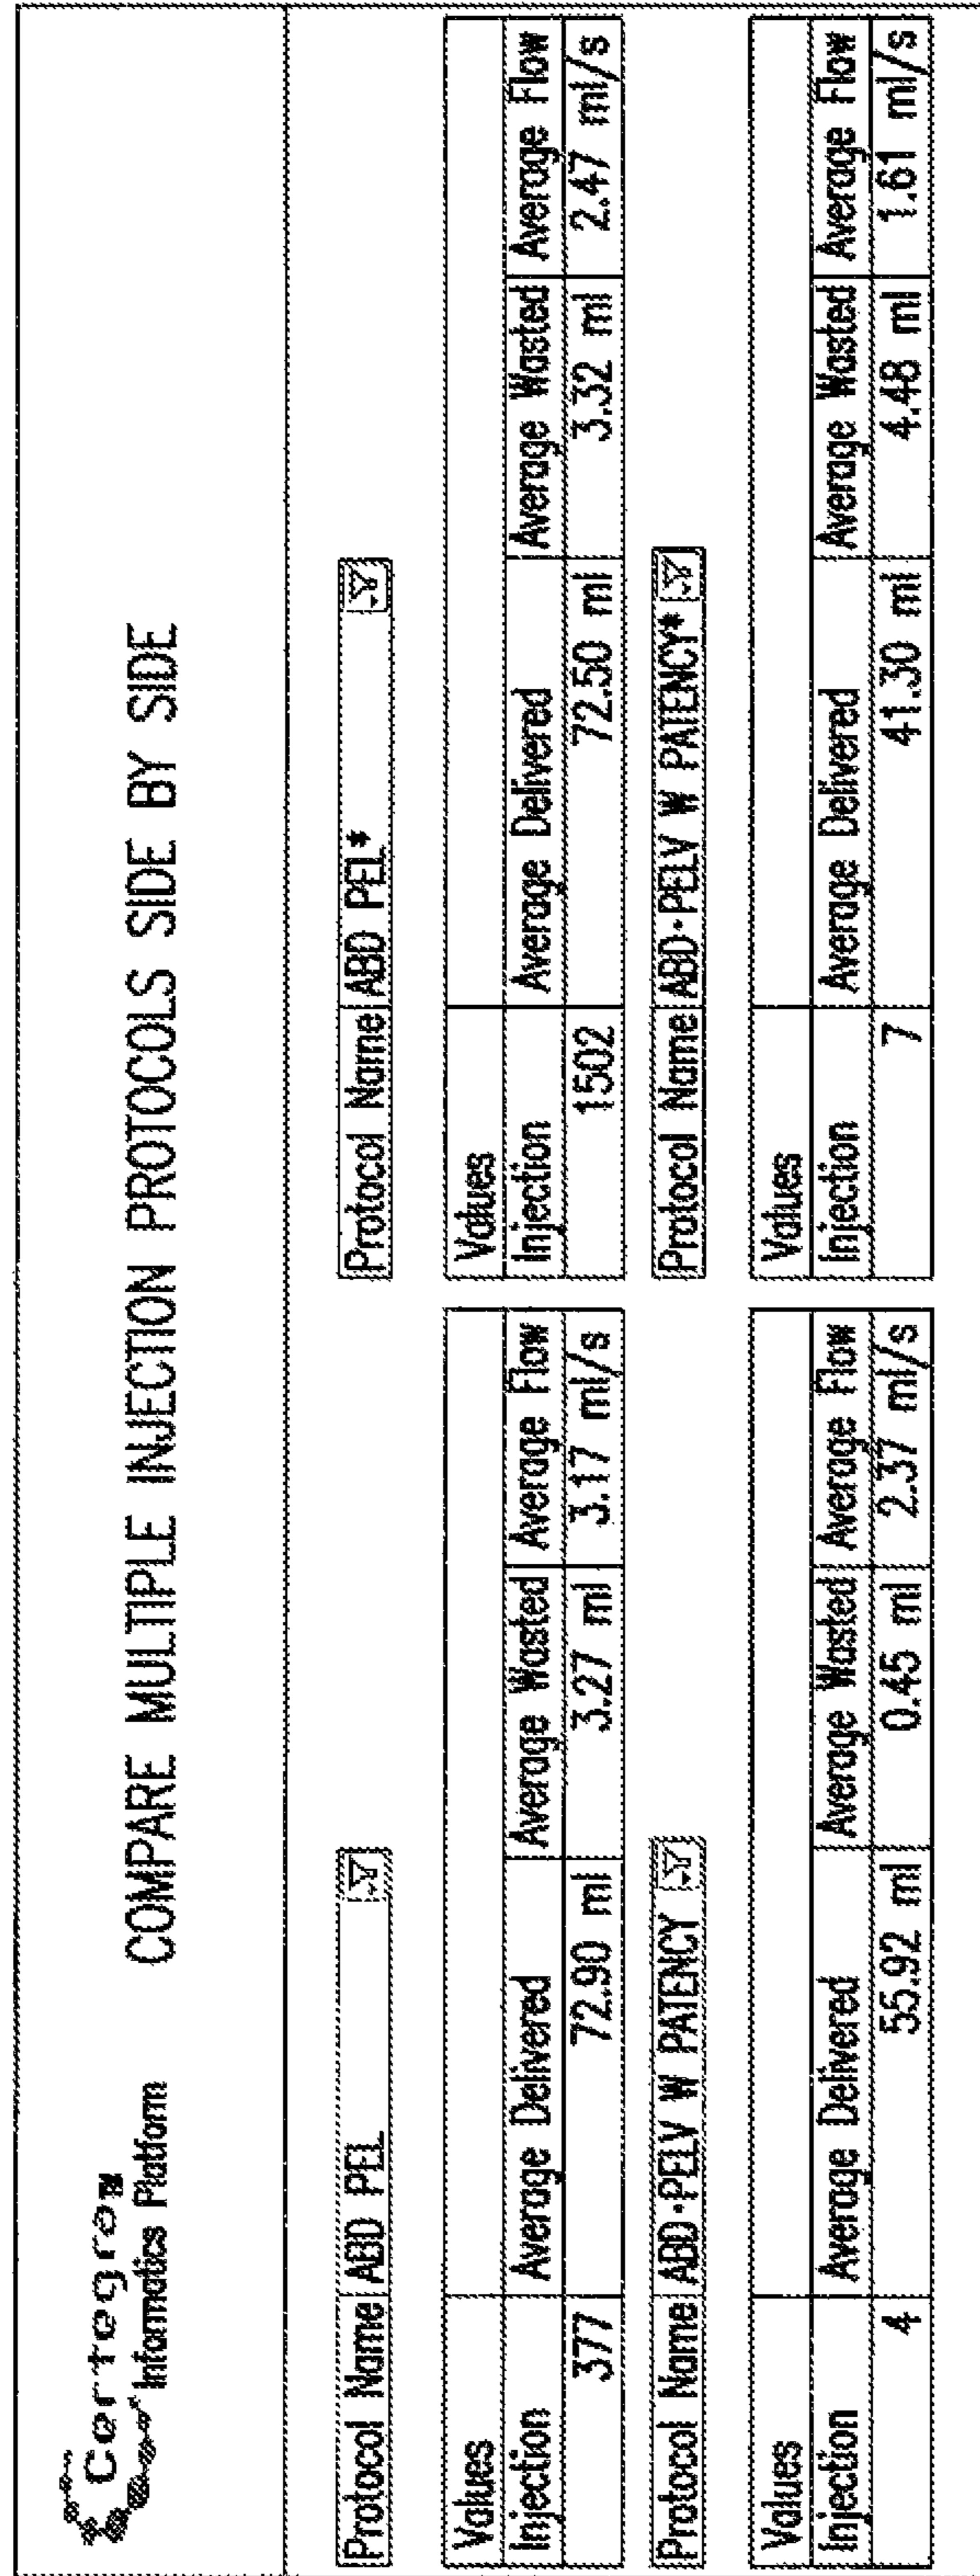 Certegra™
Informatics Platform
COMPARE MULTIPLE INJECTION PROTOCOLS SIDE BY SIDE
Protocol Name ABD PEL
Values
Injection Average Delivered Average Wasted Average Flow
377 72.90 ml 3.27 ml 3.17 ml/s
Protocol Name ABD-PELV W PATENCY
Values
Injection Average Delivered Average Wasted Average Flow
4 55.92 ml 0.45 ml 2.37 ml/s
Protocol Name ABD PEL*
Values
Injection Average Delivered Average Wasted Average Flow
1502 72.50 ml 3.32 ml 2.47 ml/s
Protocol Name ABD-PELV W PATENCY*
Values
Injection Average Delivered Average Wasted Average Flow
7 41.30 ml 4.48 ml 1.61 ml/s